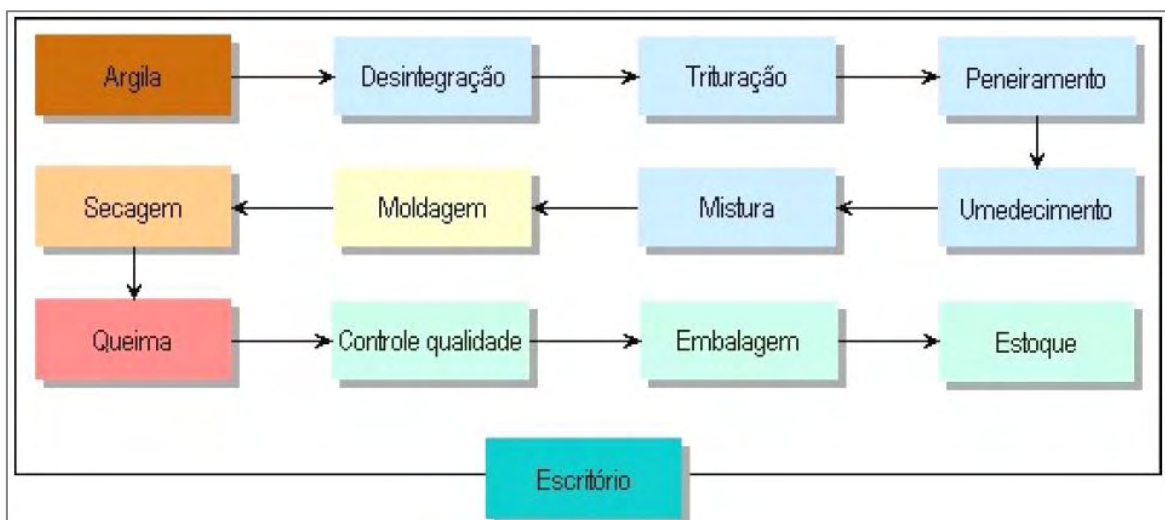 Argila
Desintegração
Trituração
Peneiramento
Secagem
Moldagem
Mistura
Umedecimento
Queima
Controle qualidade
Embalagem
Estoque
Escritório